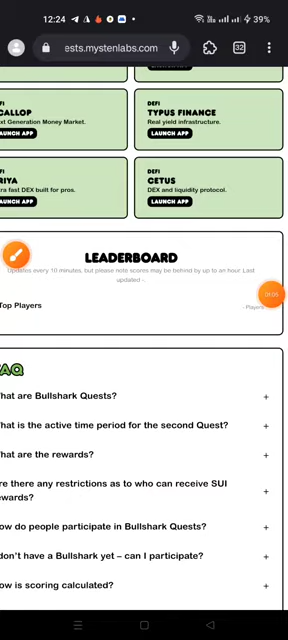 12:24
39%
ests.mystenlabs.com
32
DEFI
CALLOP
ext Generation Money Market.
LAUNCH APP
DEFI
TYPUS FINANCE
Real yield infrastructure.
LAUNCH APP
EFI
RIYA
tra fast DEX built for pros.
LAUNCH APP
DEFI
CETUS
DEX and liquidity protocol.
LAUNCH APP
LEADERBOARD
Updates every 10 minutes, but please note scores may be behind by up to an hour. Last
updated -.
Top Players
- Players
FAQ
hat are Bullshark Quests?
+
hat is the active time period for the second Quest?
+
hat are the rewards?
+
re there any restrictions as to who can receive SUI
ewards?
+
ow do people participate in Bullshark Quests?
+
don't have a Bullshark yet – can I participate?
+
ow is scoring calculated?
+